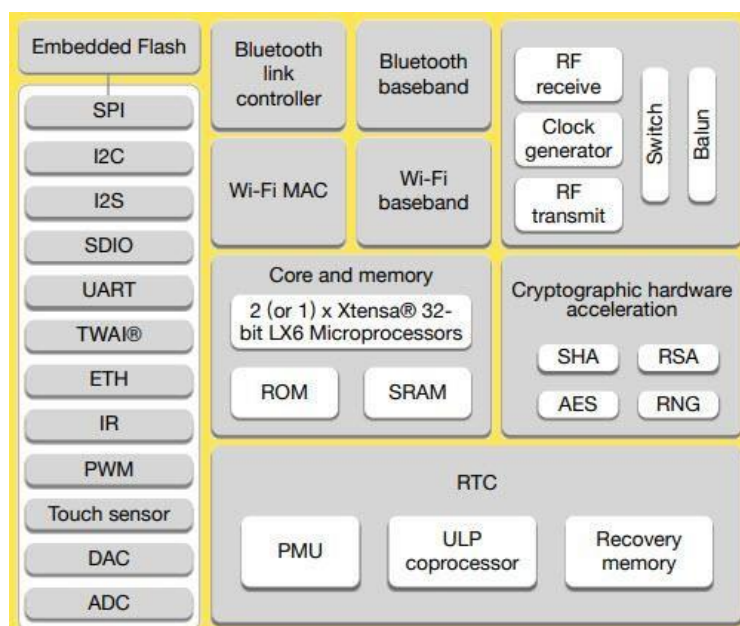 Embedded Flash
SPI
I2C
I2S
SDIO
UART
TWAI®
ETH
IR
PWM
Touch sensor
DAC
ADC
Bluetooth
link
controller
Bluetooth
baseband
Wi-Fi MAC
Wi-Fi
baseband
RF
receive
Clock
generator
RF
transmit
Switch
Balun
Core and memory
2 (or 1) x Xtensa® 32-
bit LX6 Microprocessors
ROM
SRAM
Cryptographic hardware
acceleration
SHA
RSA
AES
RNG
RTC
PMU
ULP
coprocessor
Recovery
memory